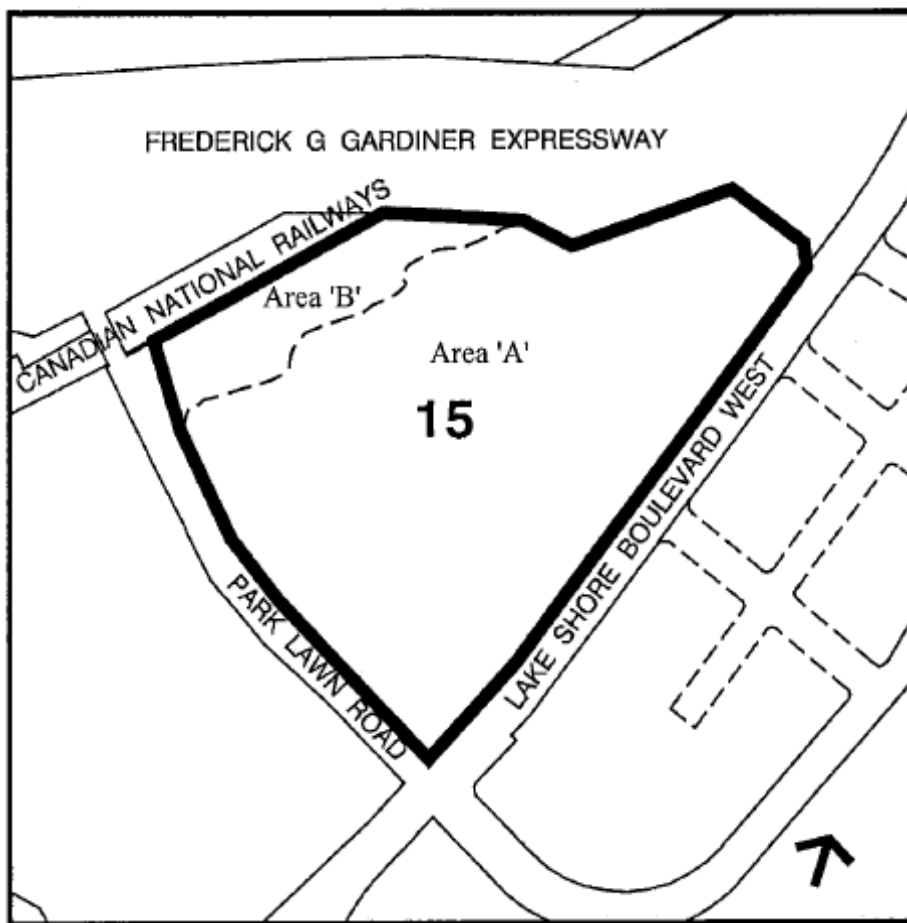 FREDERICK G GARDINER EXPRESSWAY
CANADIAN NATIONAL RAILWAYS
Area 'B'
Area 'A'
15
LAKE SHORE BOULEVARD WEST
PARK LAWN ROAD